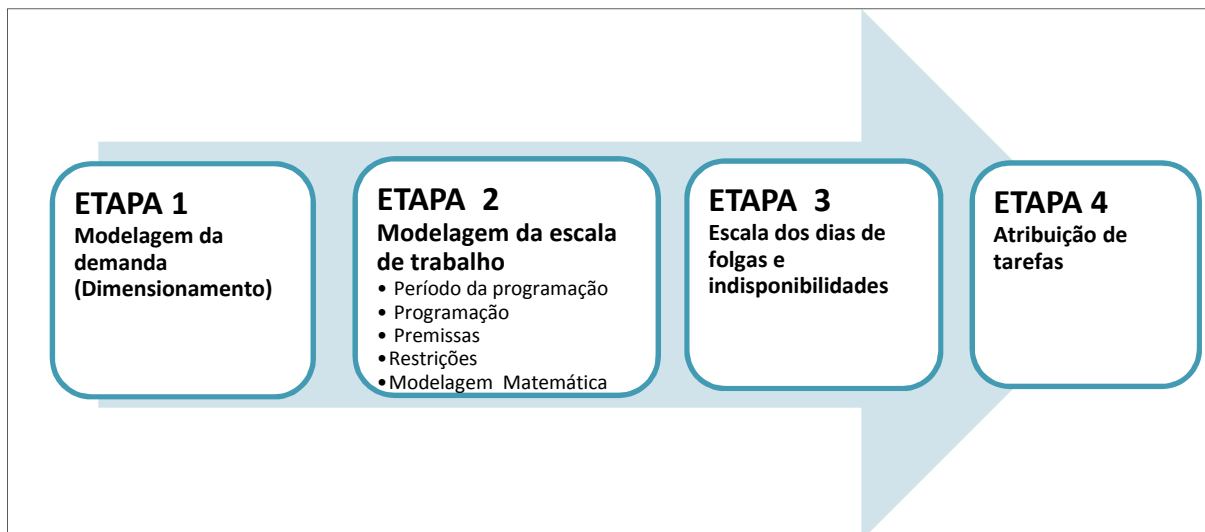 ETAPA 1
Modelagem da
demanda
(Dimensionamento)
ETAPA 2
Modelagem da escala
de trabalho
• Período da programação
• Programação
• Premissas
•Restrições
•Modelagem Matemática
ETAPA 3
Escala dos dias de
folgas e
indisponibilidades
ETAPA 4
Atribuição de
tarefas